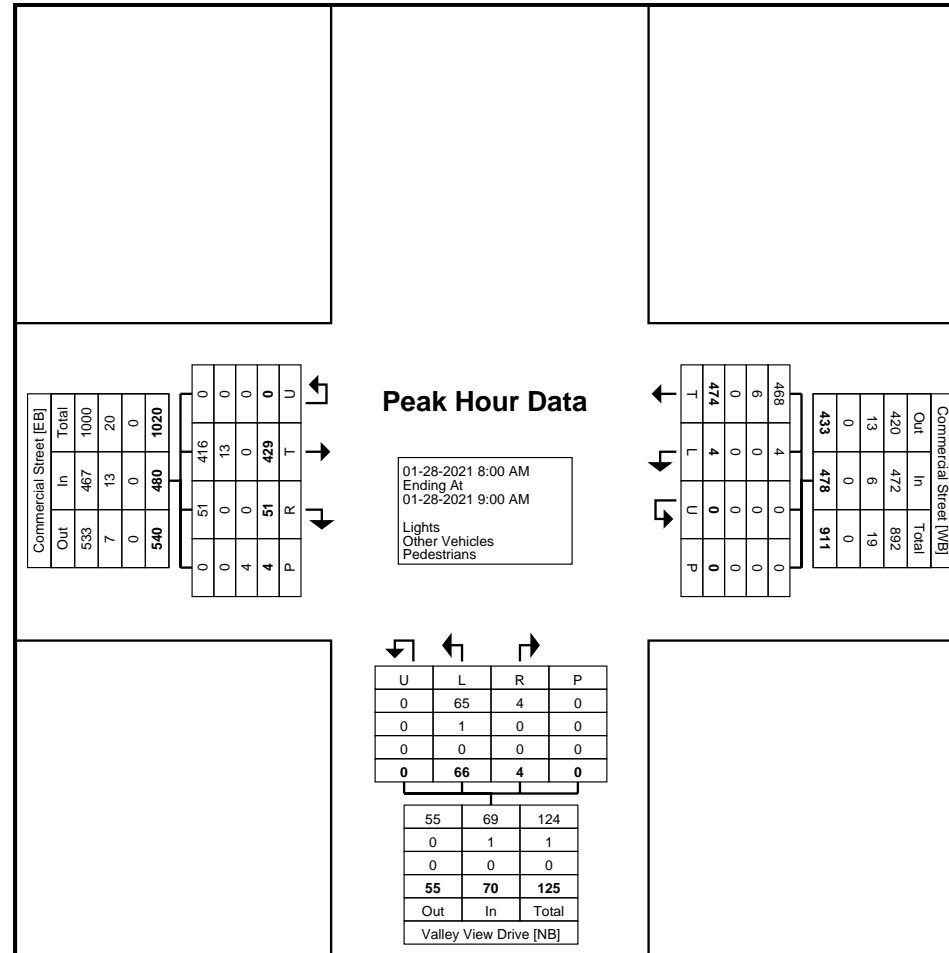 Peak Hour Data
01-28-2021 8:00 AM
Ending At
01-28-2021 9:00 AM
Lights
Other Vehicles
Pedestrians
Commercial Street [EB]
Total In Out
1000 467 533
20 13 7
0 0 0
1020 480 540
0 416 51 0
0 13 0 0
0 0 0 4
0 429 51 4
U T R P
Commercial Street [WB]
Out In Total
420 472 892
13 6 19
0 0 0
433 478 911
468 4 0 0
6 0 0 0
0 0 0 0
474 4 0 0
T L U P
U L R P
0 65 4 0
0 1 0 0
0 0 0 0
0 66 4 0
55 69 124
0 1 1
0 0 0
55 70 125
Out In Total
Valley View Drive [NB]